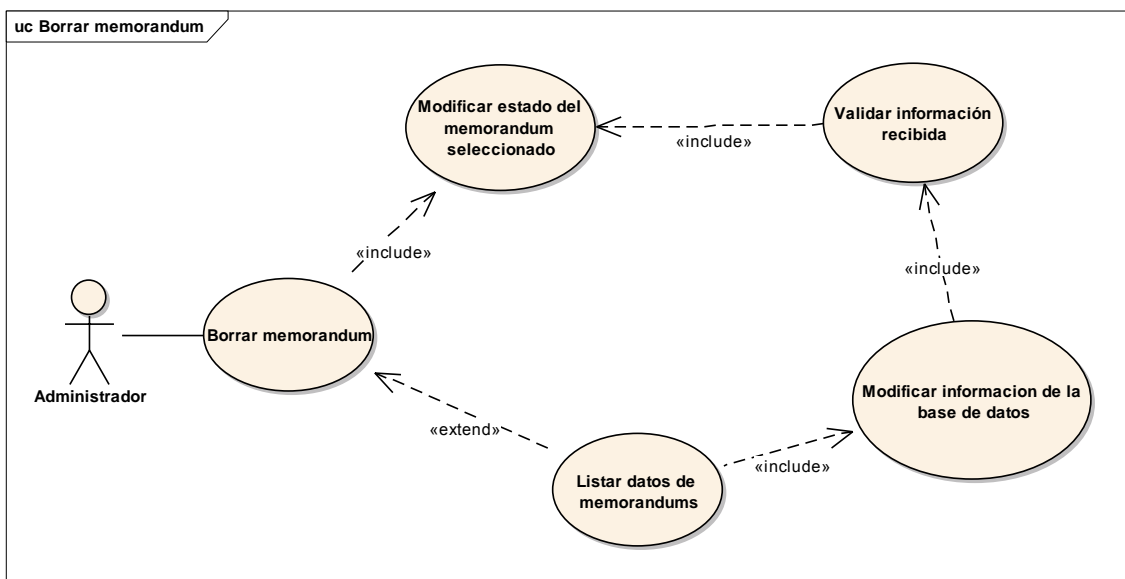 uc Borrar memorandum
Modificar estado del
memorandum
seleccionado
Validar información
recibida
«include»
«include»
«include»
Borrar memorandum
Administrador
Modificar informacion de la
base de datos
«extend»
«include»
Listar datos de
memorandums